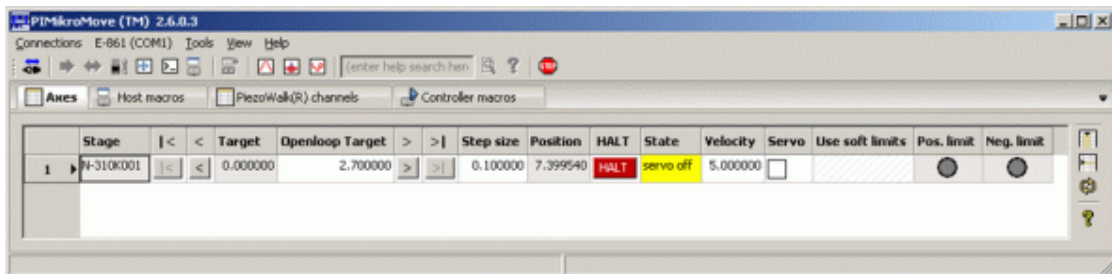 PIMikroMove (TM) 2.6.0.3
Connections E-861 (COM1) Tools View Help
(enter help search here STOP
Axes Host macros PiezoWalk(R) channels Controller macros
Stage |< < Target Openloop Target > >| Step size Position HALT State Velocity Servo Use soft limits Pos. limit Neg. limit
1 N-310K001 |< < 0.000000 2.700000 > >| 0.100000 7.399540 HALT servo off 5.000000